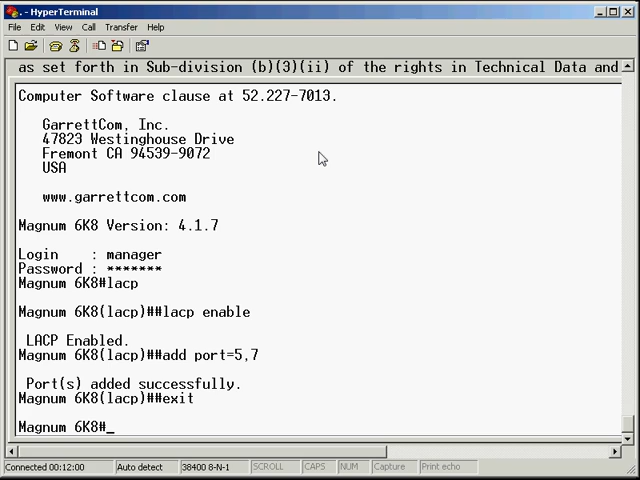 . - HyperTerminal
File Edit View Call Transfer Help
as set forth in Sub-division (b)(3)(ii) of the rights in Technical Data and
Computer Software clause at 52.227-7013.
GarrettCom, Inc.
47823 Westinghouse Drive
Fremont CA 94539-9072
USA
www.garrettcom.com
Magnum 6K8 Version: 4.1.7
Login : manager
Password : *******
Magnum 6K8#lacp
Magnum 6K8(lacp)##lacp enable
LACP Enabled.
Magnum 6K8(lacp)##add port=5,7
Port(s) added successfully.
Magnum 6K8(lacp)##exit
Magnum 6K8#_
Connected 00:12:00 Auto detect 38400 8-N-1 SCROLL CAPS NUM Capture Print echo